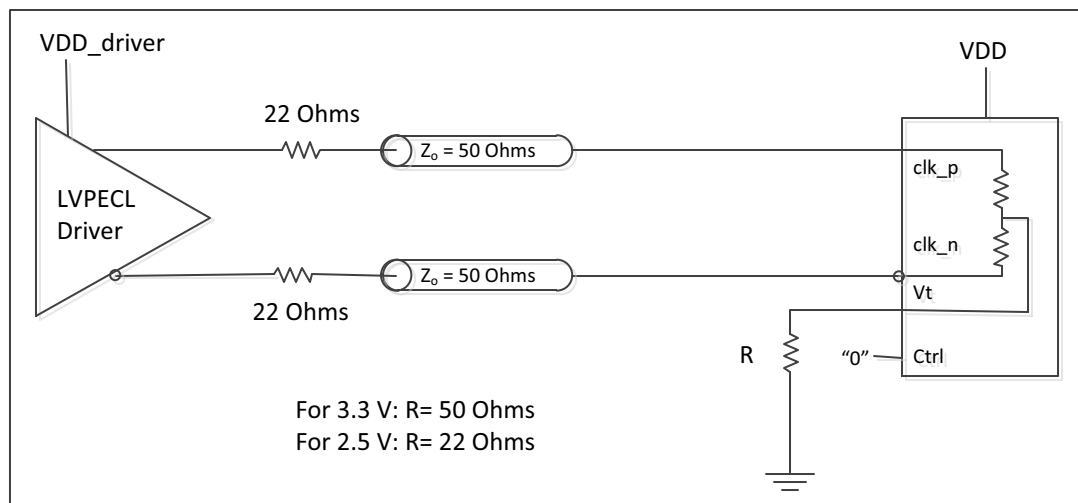 VDD_driver
VDD
22 Ohms
Zₒ = 50 Ohms
clk_p
LVPECL
Driver
clk_n
Zₒ = 50 Ohms
Vt
22 Ohms
R
“0”
Ctrl
For 3.3 V: R= 50 Ohms
For 2.5 V: R= 22 Ohms